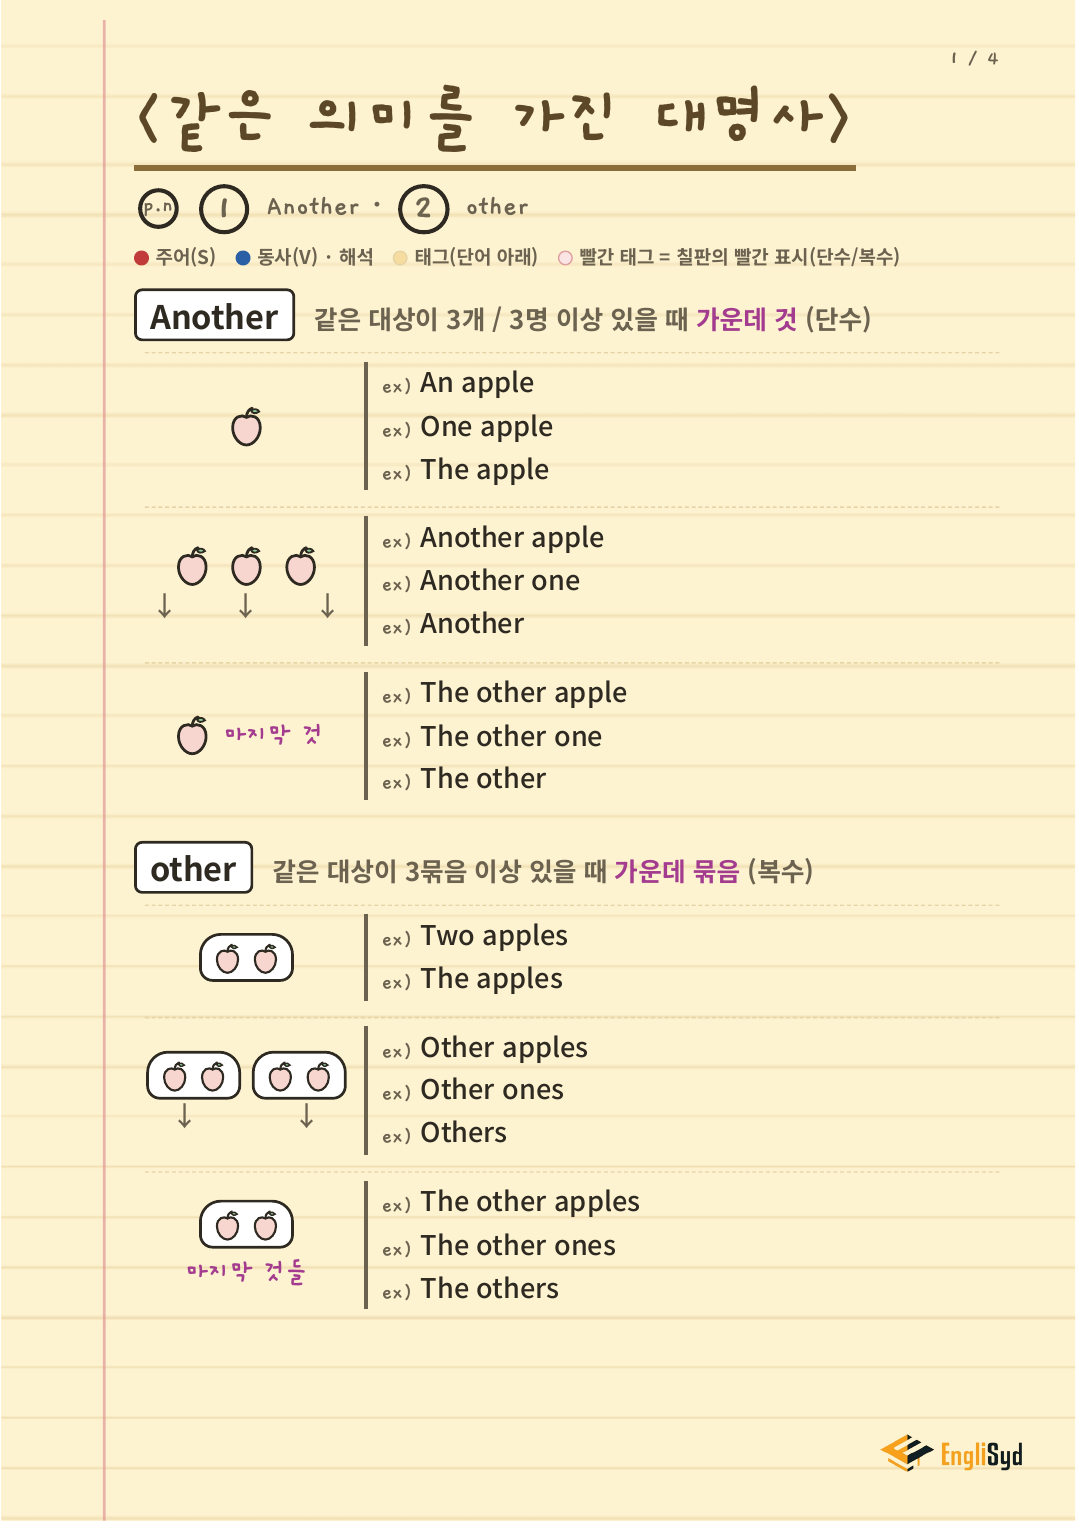 1 / 4
<같은 의미를 가진 대명사>
p.n 1 Another · 2 other
주어(S) 동사(V) · 해석 태그(단어 아래) 빨간 태그 = 칠판의 빨간 표시(단수/복수)
Another 같은 대상이 3개 / 3명 이상 있을 때 가운데 것 (단수)
ex) An apple
ex) One apple
ex) The apple
ex) Another apple
ex) Another one
↓ ↓ ↓
ex) Another
ex) The other apple
마지막 것
ex) The other one
ex) The other
other 같은 대상이 3묶음 이상 있을 때 가운데 묶음 (복수)
ex) Two apples
ex) The apples
ex) Other apples
ex) Other ones
↓ ↓
ex) Others
ex) The other apples
ex) The other ones
마지막 것들
ex) The others
EngliSyd